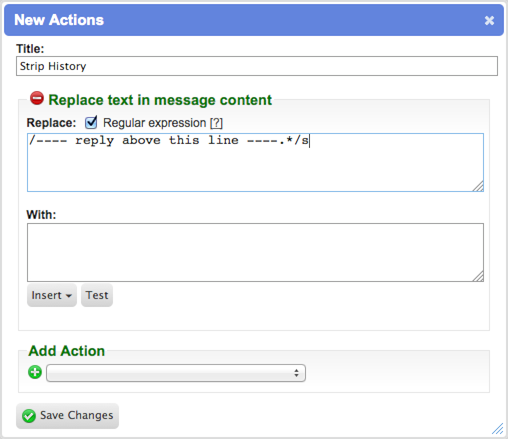 New Actions
Title:
Strip History
Replace text in message content
Replace: Regular expression [?]
/---- reply above this line ----.*/s
With:
Insert Test
Add Action
Save Changes